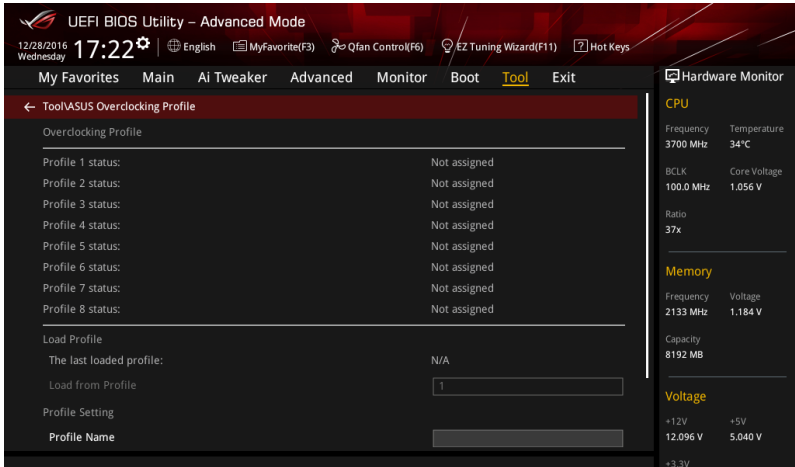 UEFI BIOS Utility – Advanced Mode
12/28/2016 Wednesday 17:22 English MyFavorite(F3) Qfan Control(F6) EZ Tuning Wizard(F11) ? Hot Keys
My Favorites Main Ai Tweaker Advanced Monitor Boot Tool Exit
Hardware Monitor
← Tool\ASUS Overclocking Profile
Overclocking Profile
Profile 1 status: Not assigned
Profile 2 status: Not assigned
Profile 3 status: Not assigned
Profile 4 status: Not assigned
Profile 5 status: Not assigned
Profile 6 status: Not assigned
Profile 7 status: Not assigned
Profile 8 status: Not assigned
Load Profile
The last loaded profile: N/A
Load from Profile 1
Profile Setting
Profile Name
CPU
Frequency Temperature
3700 MHz 34°C
BCLK Core Voltage
100.0 MHz 1.056 V
Ratio
37x
Memory
Frequency Voltage
2133 MHz 1.184 V
Capacity
8192 MB
Voltage
+12V +5V
12.096 V 5.040 V
+3.3V